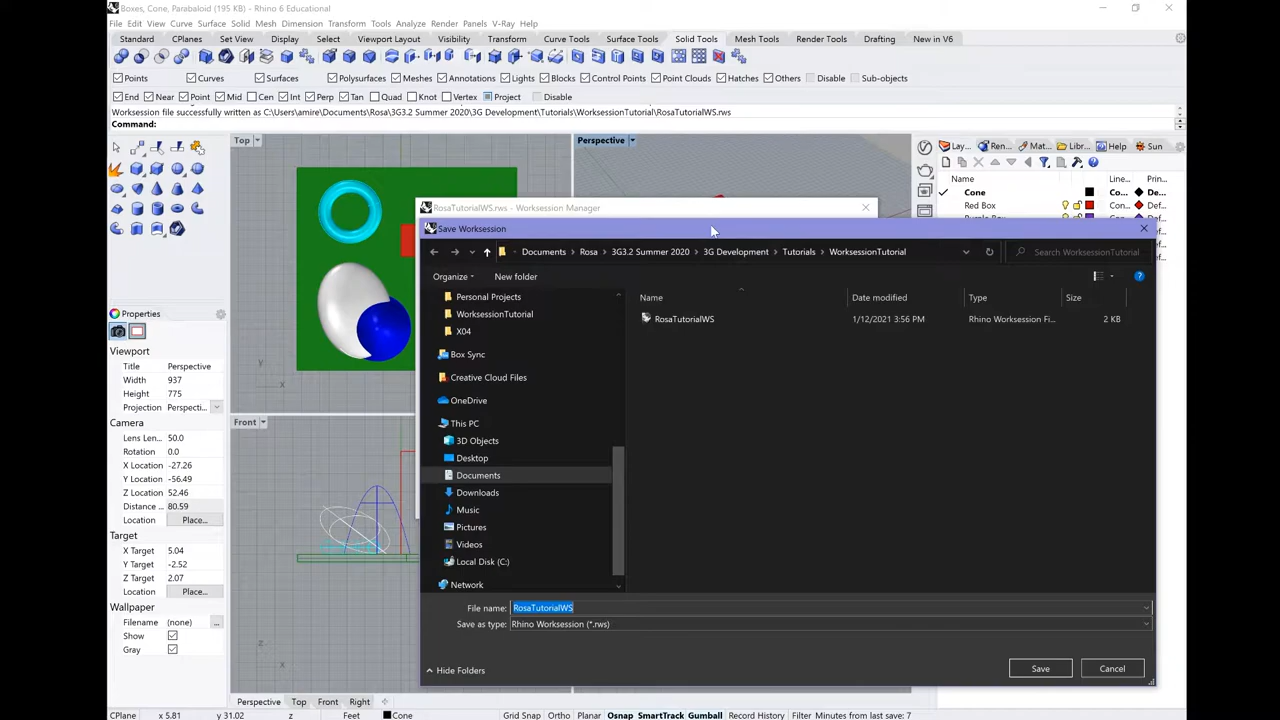 Boxes, Cone, Paraboloid (195 KB) - Rhino 6 Educational
File Edit View Curve Surface Solid Mesh Dimension Transform Tools Analyze Render Panels V-Ray Help
Standard CPlanes Set View Display Select Viewport Layout Visibility Transform Curve Tools Surface Tools Solid Tools Mesh Tools Render Tools Drafting New in V6
Points Curves Surfaces Polysurfaces Meshes Annotations Lights Blocks Control Points Point Clouds Hatches Others Disable Sub-objects
End Near Point Mid Cen Int Perp Tan Quad Knot Vertex Project Disable
Worksession file successfully written as C:\Users\amire\Documents\Rosa\3G3.2 Summer 2020\3G Development\Tutorials\WorksessionTutorial\RosaTutorialWS.rws
Command:
Top
Perspective
Lay... Ren... Mat... Libr... Help Sun
Name Line... Prin...
Cone Co... De...
Red Box Con... Def...
RosaTutorialWS.rws - Worksession Manager
Save Worksession
Documents Rosa 3G3.2 Summer 2020 3G Development Tutorials WorksessionTutorial Search WorksessionTutorial
Organize New folder
Name Date modified Type Size
RosaTutorialWS 1/12/2021 3:56 PM Rhino Worksession Fi... 2 KB
Personal Projects
WorksessionTutorial
X04
Box Sync
Creative Cloud Files
OneDrive
This PC
3D Objects
Desktop
Documents
Downloads
Music
Pictures
Videos
Local Disk (C:)
Network
File name: RosaTutorialWS
Save as type: Rhino Worksession (*.rws)
Hide Folders
Save
Cancel
Properties
Viewport
Title Perspective
Width 937
Height 775
Projection Perspecti...
Camera
Lens Len... 50.0
Rotation 0.0
X Location -27.26
Y Location -56.49
Z Location 52.46
Distance ... 80.59
Location Place...
Target
X Target 5.04
Y Target -2.52
Z Target 2.07
Location Place...
Wallpaper
Filename (none) ...
Show
Gray
y
x
Front
z
x
Perspective Top Front Right
CPlane x 5.81 y 31.02 z Feet Cone Grid Snap Ortho Planar Osnap SmartTrack Gumball Record History Filter Minutes from last save: 7